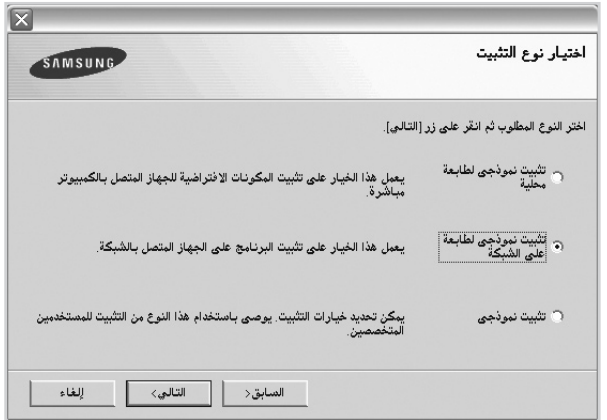 SAMSUNG
اختيار نوع التثبيت
اختر النوع المطلوب ثم انقر على زر [التالي].
تثبيت نموذجي لطابعة
محلية
يعمل هذا الخيار على تثبيت المكونات الافتراضية للجهاز المتصل بالكمبيوتر
مباشرة.
تثبيت نموذجي لطابعة
على الشبكة
يعمل هذا الخيار على تثبيت البرنامج على الجهاز المتصل بالشبكة.
تثبيت نموذجي
يمكن تحديد خيارات التثبيت. يوصى باستخدام هذا النوع من التثبيت للمستخدمين
المتخصصين.
السابق<
التالي>
إلغاء